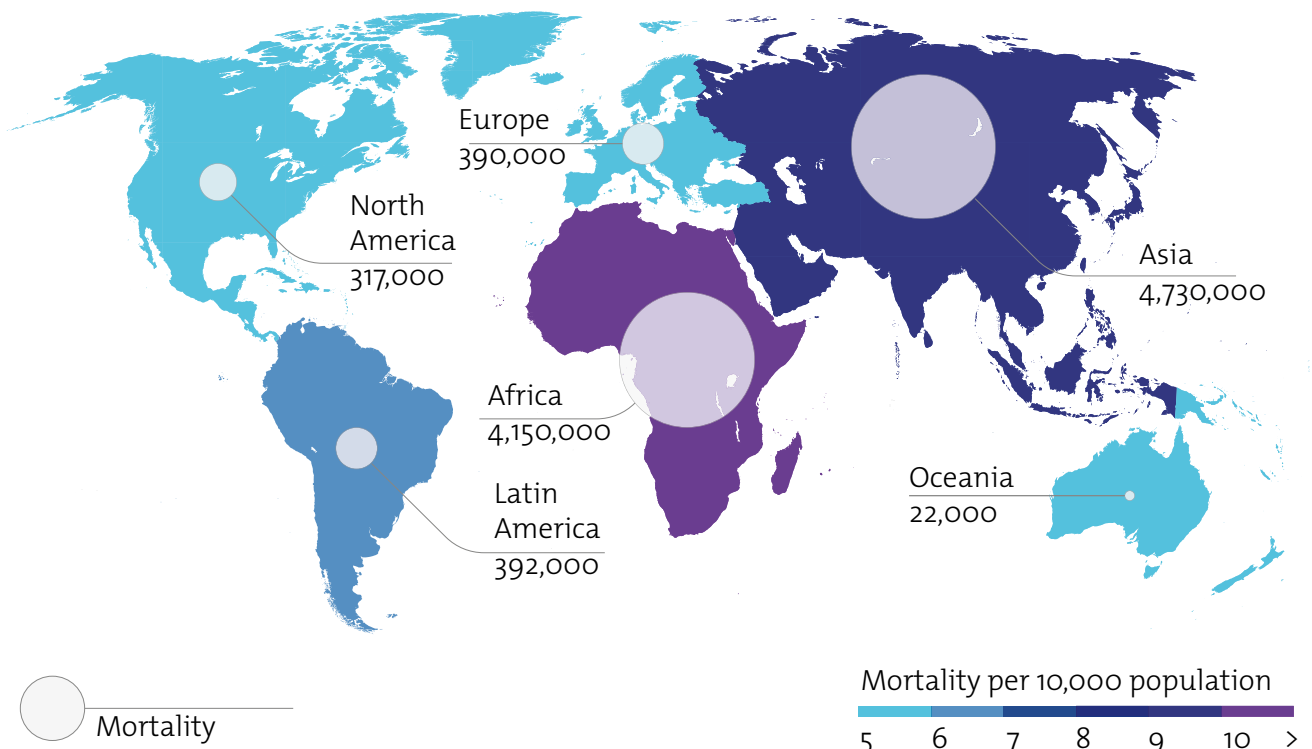 Europe
390,000
North
America
317,000
Asia
4,730,000
Africa
4,150,000
Latin
America
392,000
Oceania
22,000
Mortality
Mortality per 10,000 population
5 6 7 8 9 10 >